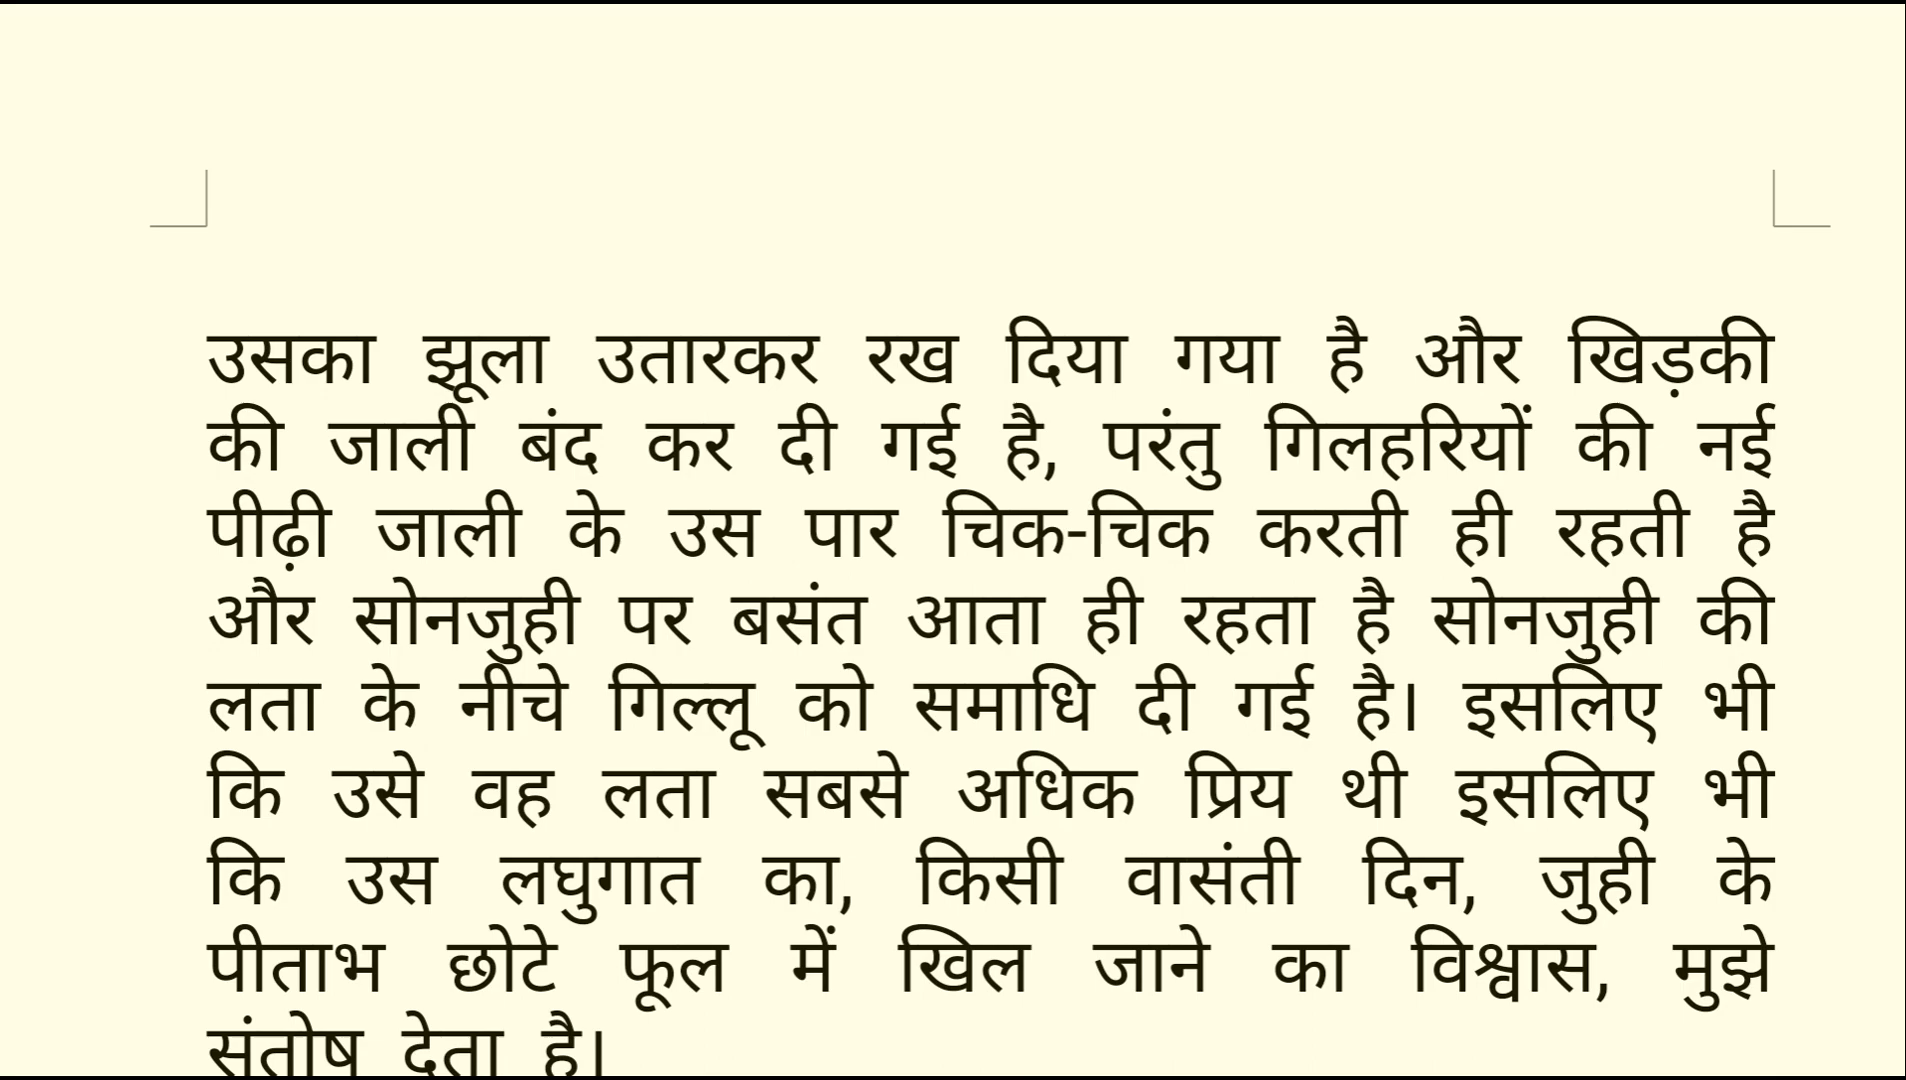 उसका झूला उतारकर रख दिया गया है और खिड़की
की जाली बंद कर दी गई है, परंतु गिलहरियों की नई
पीढ़ी जाली के उस पार चिक-चिक करती ही रहती है
और सोनजुही पर बसंत आता ही रहता है सोनजुही की
लता के नीचे गिल्लू को समाधि दी गई है। इसलिए भी
कि उसे वह लता सबसे अधिक प्रिय थी इसलिए भी
कि उस लघुगात का, किसी वासंती दिन, जुही के
पीताभ छोटे फूल में खिल जाने का विश्वास, मुझे
संतोष देता है।